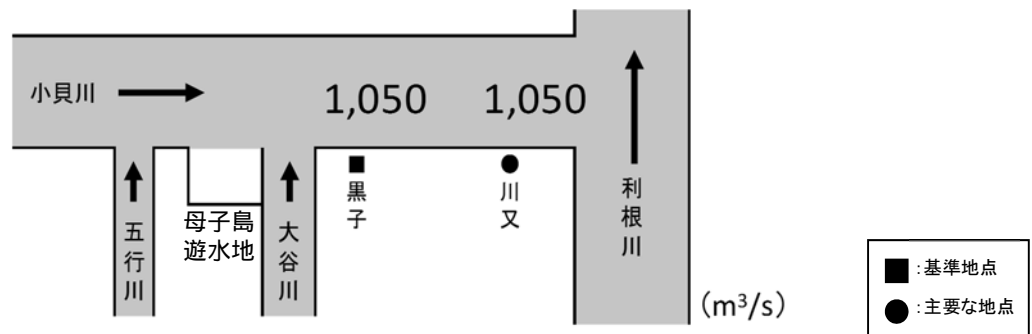 小貝川
1,050
1,050
黒子
川又
利根川
五行川
母子島
遊水地
大谷川
(m³/s)
■:基準地点
●:主要な地点